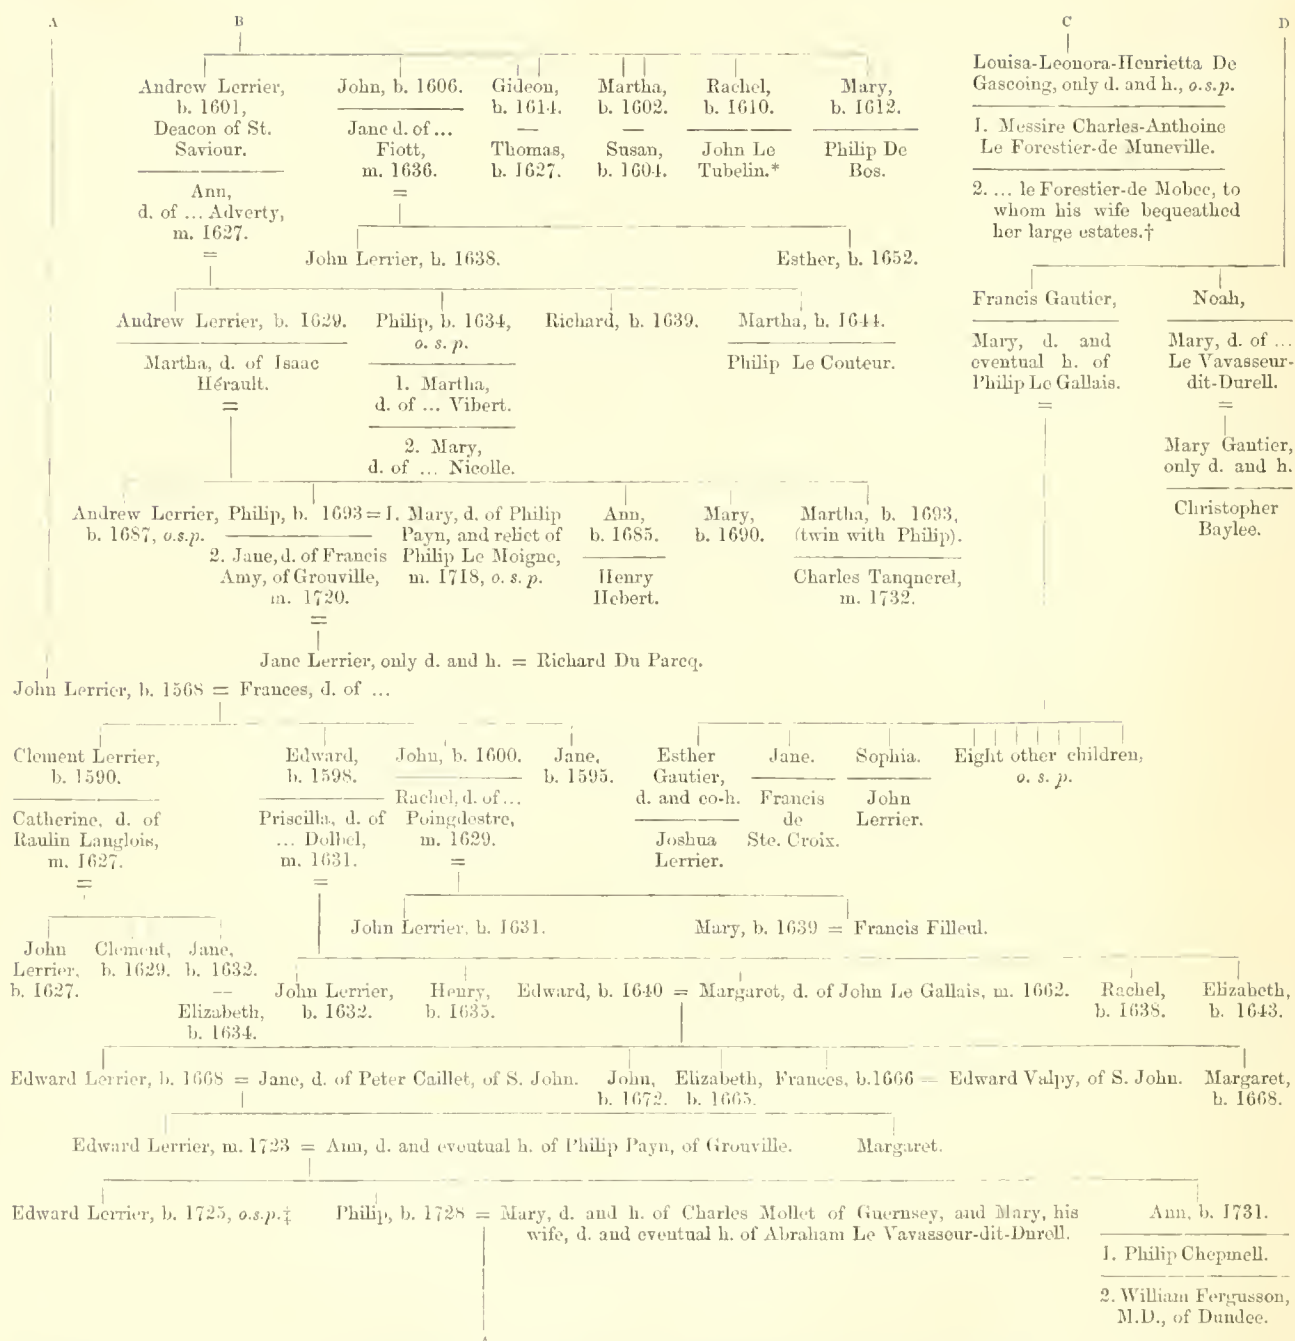 A
B
C
D
Andrew Lerrier,
b. 1601,
Deacon of St.
Saviour.
Ann,
d. of ... Adverty,
m. 1627.
=
John, b. 1606.
Jane d. of ...
Fiott,
m. 1636.
=
Gideon,
b. 1614.
—
Thomas,
b. 1627.
Martha,
b. 1602.
—
Susan,
b. 1604.
Rachel,
b. 1610.
John Le
Tubelin.*
Mary,
b. 1612.
Philip De
Bos.
Louisa-Leonora-Henrietta De
Gascoing, only d. and h., o.s.p.
1. Messire Charles-Anthoine
Le Forestier-de Muneville.
2. ... le Forestier-de Mobec, to
whom his wife bequeathed
her large estates.†
John Lerrier, b. 1638.
Esther, b. 1652.
Andrew Lerrier, b. 1629.
Martha, d. of Isaac
Hérault.
=
Philip, b. 1634,
o. s. p.
1. Martha,
d. of ... Vibert.
2. Mary,
d. of ... Nicolle.
Richard, b. 1639.
Martha, b. 1644.
Philip Le Couteur.
Francis Gautier,
Mary, d. and
eventual h. of
Philip Le Gallais.
=
Noah,
Mary, d. of ...
Le Vavasseur-
dit-Durell.
=
Mary Gautier,
only d. and h.
Christopher
Baylee.
Andrew Lerrier,
b. 1687, o.s.p.
Philip, b. 1693 = 1. Mary, d. of Philip
Payn, and relict of
Philip Le Moigne,
m. 1718, o. s. p.
2. Jane, d. of Francis
Amy, of Grouville,
m. 1720.
=
Ann,
b. 1685.
Henry
Hebert.
Mary,
b. 1690.
Martha, b. 1693,
(twin with Philip).
Charles Tanquerel,
m. 1732.
Jane Lerrier, only d. and h. = Richard Du Parcq.
John Lerrier, b. 1568 = Frances, d. of ...
Clement Lerrier,
b. 1590.
Catherine, d. of
Raulin Langlois,
m. 1627.
=
Edward,
b. 1598.
Priscilla, d. of
... Dolbel,
m. 1631.
=
John, b. 1600.
Rachel, d. of ...
Poingdestre,
m. 1629.
=
Jane,
b. 1595.
Esther
Gautier,
d. and co-h.
Joshua
Lerrier.
Jane.
Francis
de
Ste. Croix.
Sophia.
John
Lerrier.
Eight other children,
o. s. p.
John Lerrier, b. 1631.
Mary, b. 1639 = Francis Filleul.
John
Lerrier,
b. 1627.
Clement,
b. 1629.
Jane,
b. 1632.
—
Elizabeth,
b. 1634.
John Lerrier,
b. 1632.
Henry,
b. 1635.
Edward, b. 1640 = Margaret, d. of John Le Gallais, m. 1662.
Rachel,
b. 1638.
Elizabeth,
b. 1643.
Edward Lerrier, b. 1668 = Jane, d. of Peter Caillet, of S. John.
John,
b. 1672.
Elizabeth,
b. 1665.
Frances, b.1666 = Edward Valpy, of S. John.
Margaret,
b. 1668.
Edward Lerrier, m. 1723 = Ann, d. and eventual h. of Philip Payn, of Grouville.
Margaret.
Edward Lerrier, b. 1725, o.s.p.‡
Philip, b. 1728 = Mary, d. and h. of Charles Mollet of Guernsey, and Mary, his
wife, d. and eventual h. of Abraham Le Vavasseur-dit-Durell.
Ann, b. 1731.
1. Philip Chepmell.
2. William Fergusson,
M.D., of Dundee.
A